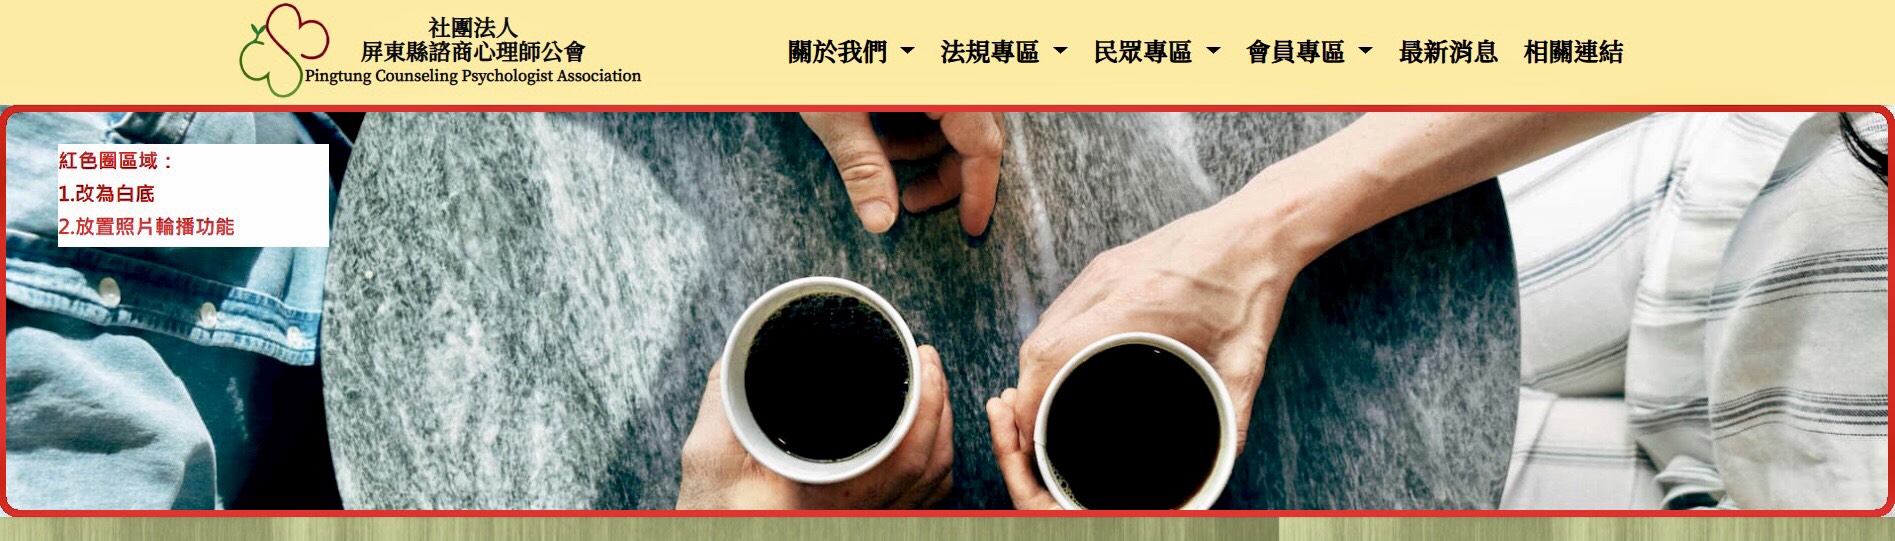 社團法人
屏東縣諮商心理師公會
Pingtung Counseling Psychologist Association
關於我們
法規專區
民眾專區
會員專區
最新消息
相關連結
紅色圈區域：
1.改為白底
2.放置照片輪播功能